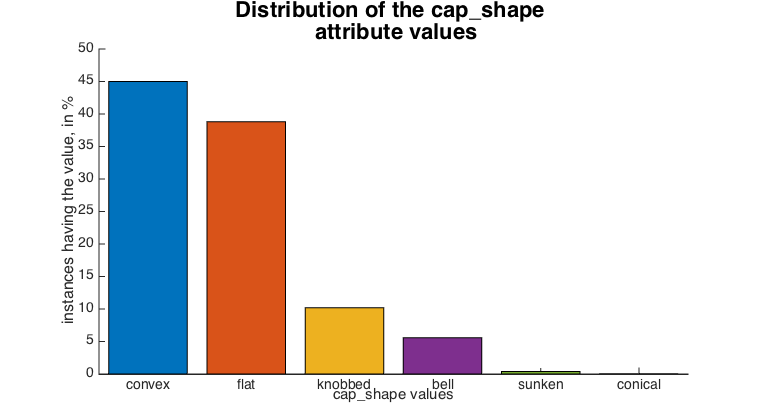 Distribution of the cap_shape
attribute values
instances having the value, in %
50
45
40
35
30
25
20
15
10
5
0
convex flat knobbed bell sunken conical
cap_shape values